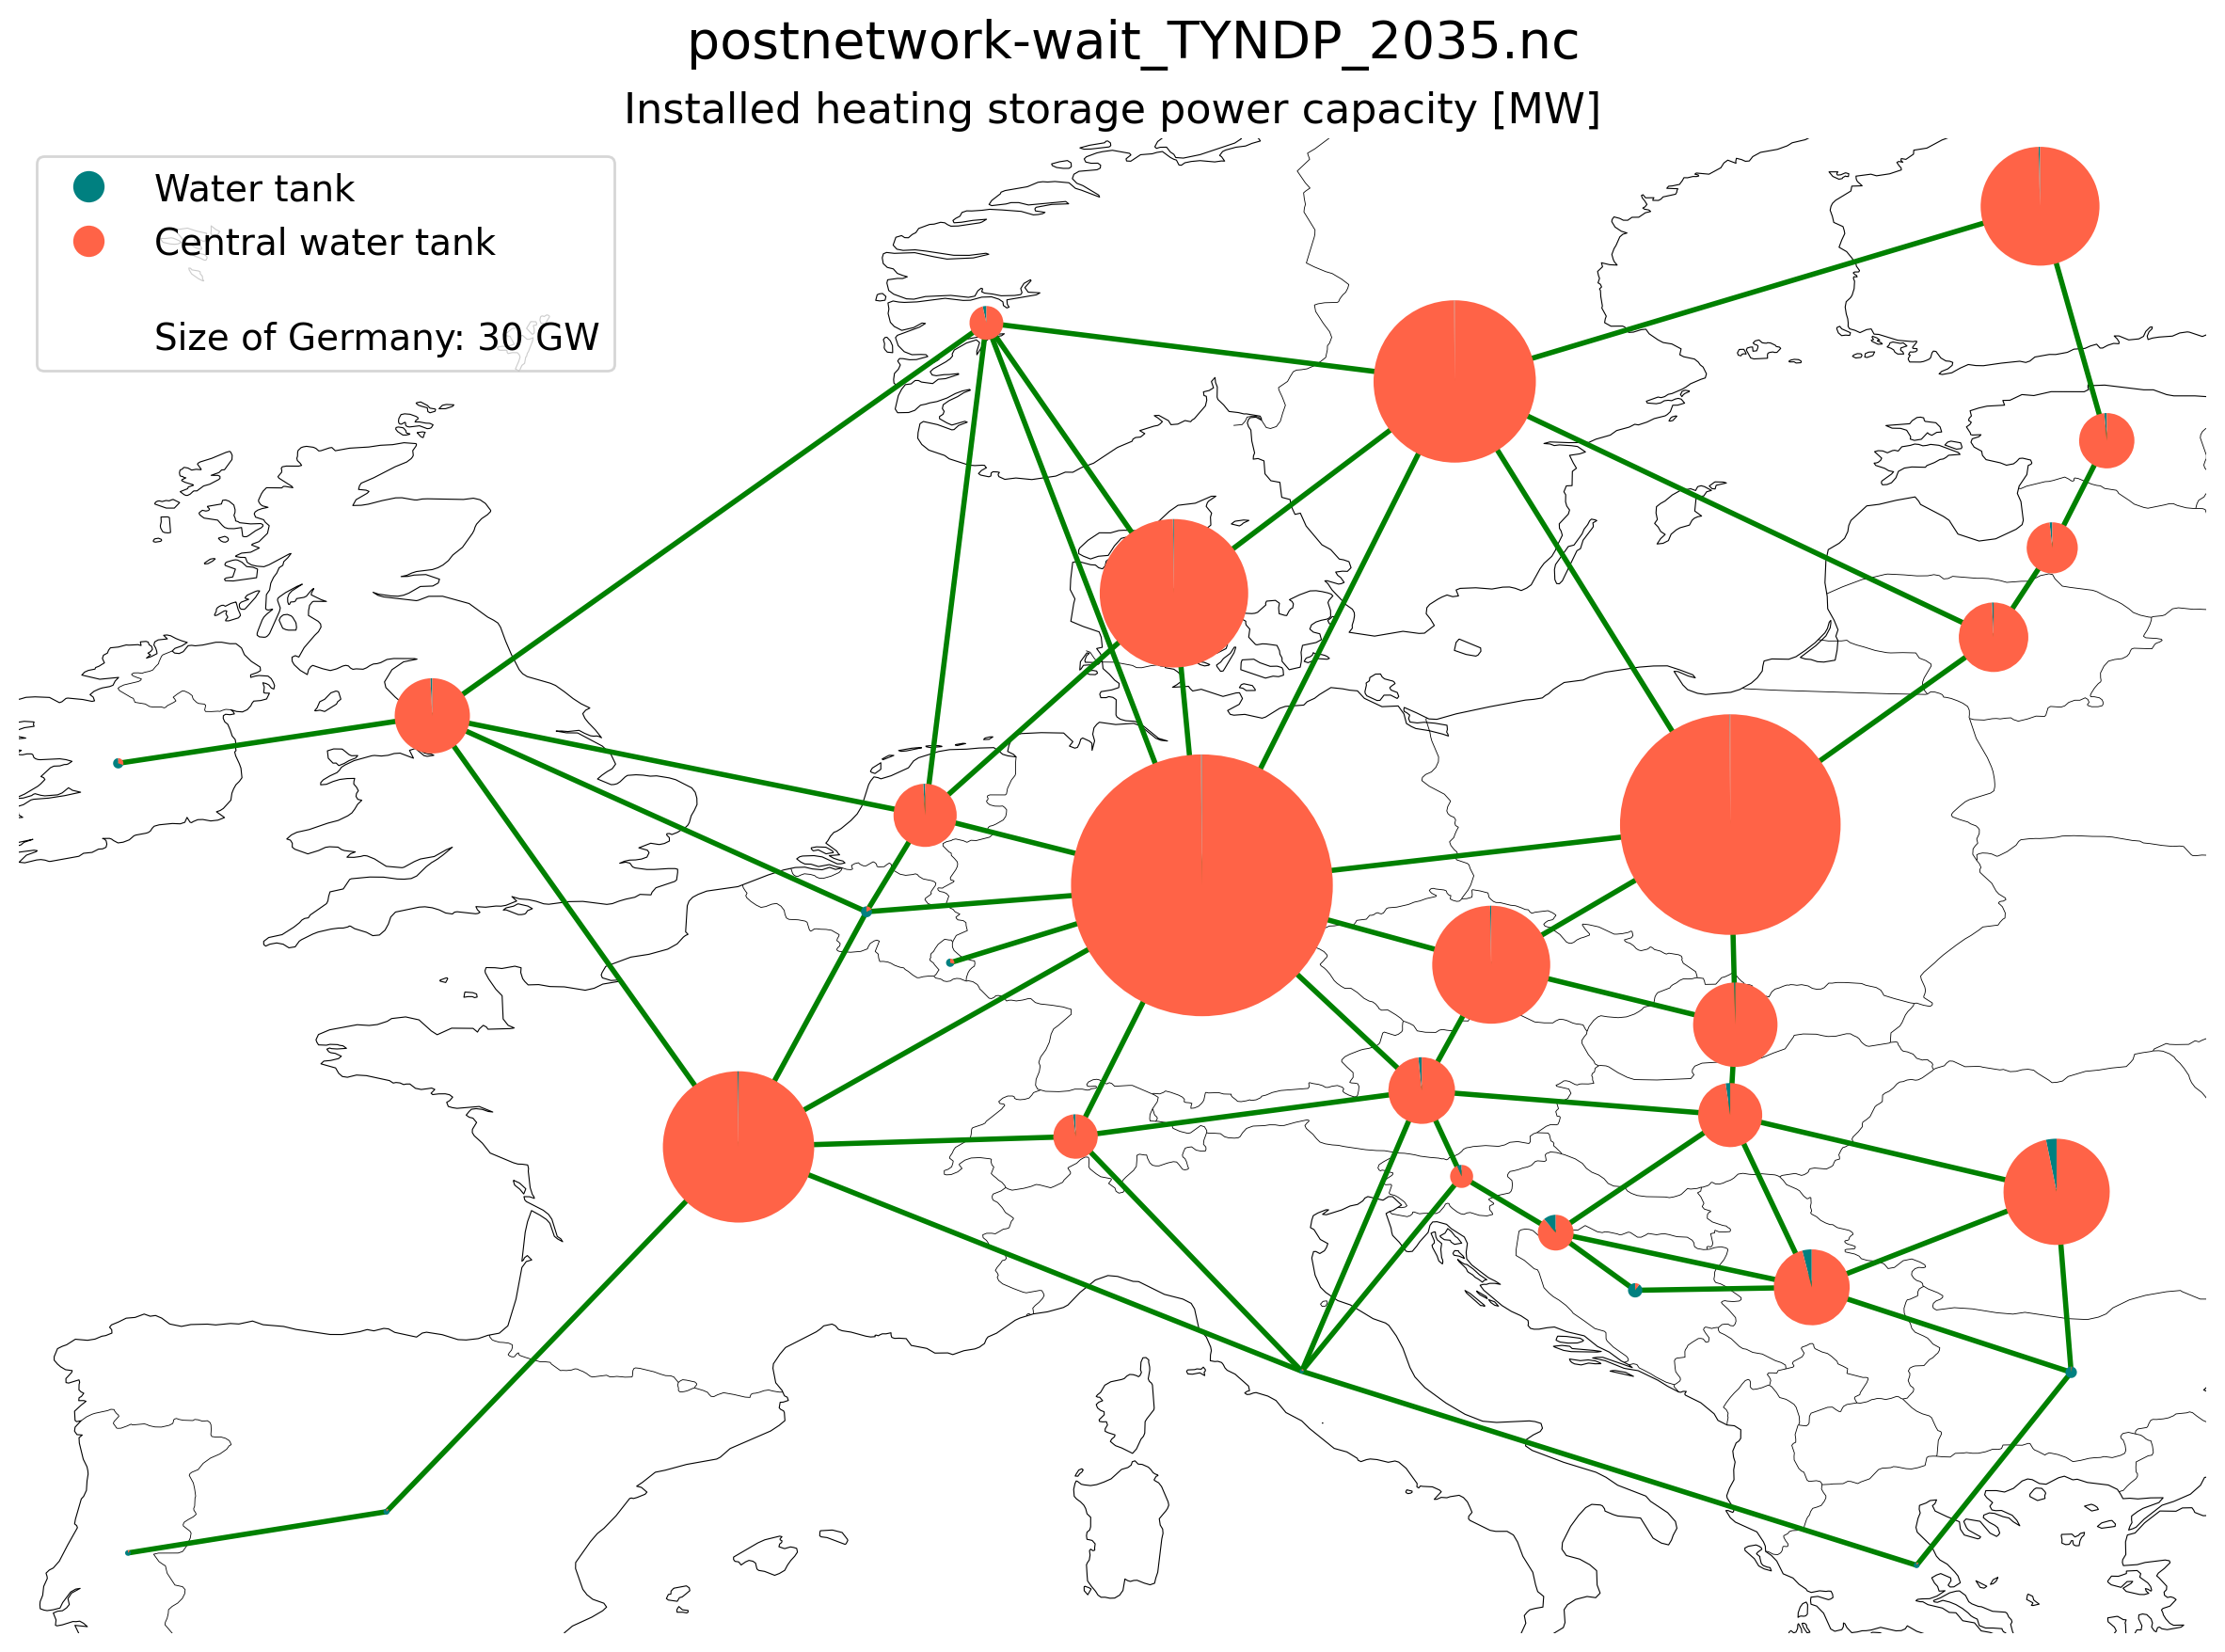 postnetwork-wait_TYNDP_2035.nc
Installed heating storage power capacity [MW]
Water tank
Central water tank
Size of Germany: 30 GW